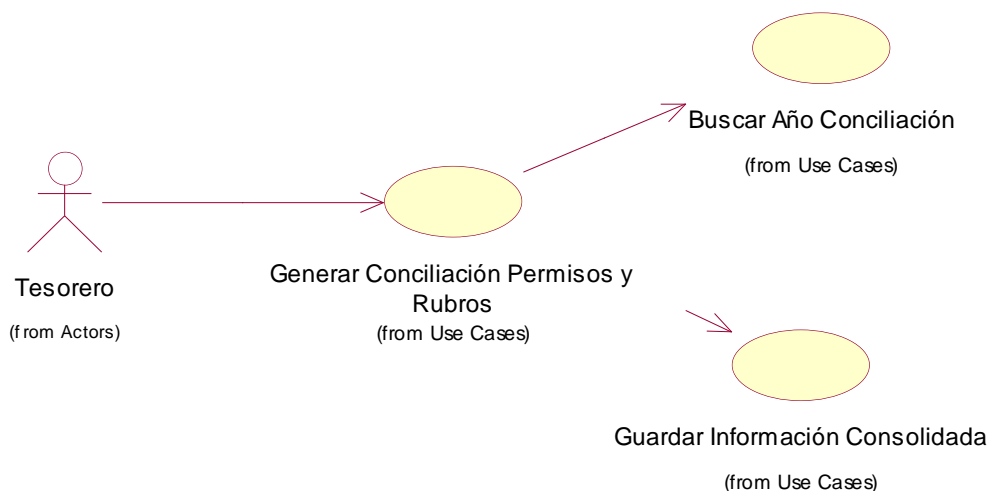 Buscar Año Conciliación
(from Use Cases)
Tesorero
(from Actors)
Generar Conciliación Permisos y
Rubros
(from Use Cases)
Guardar Información Consolidada
(from Use Cases)